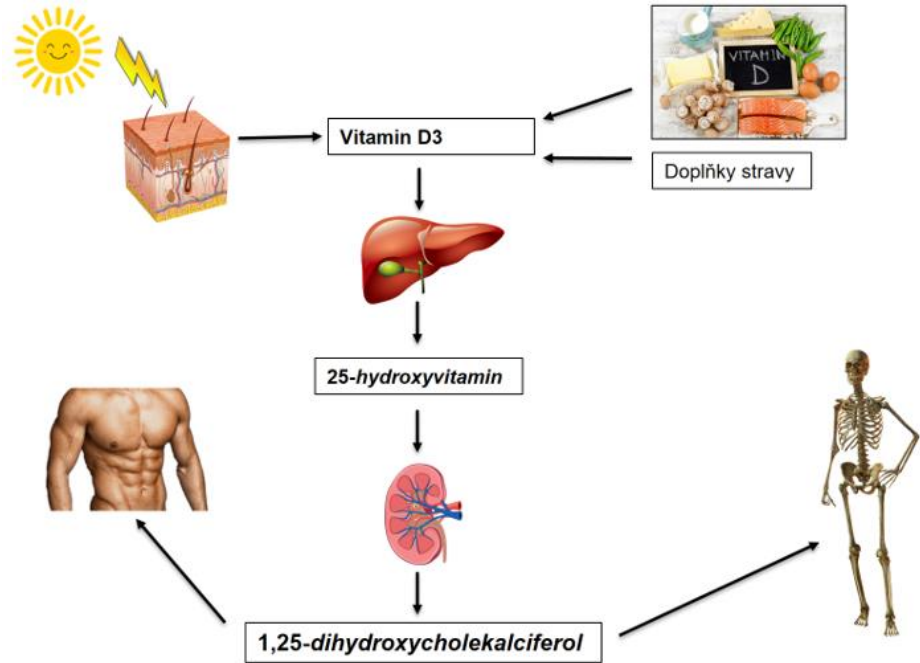 VITAMIN
D
Vitamin D3
Doplňky stravy
25-hydroxyvitamin
1,25-dihydroxycholekalciferol